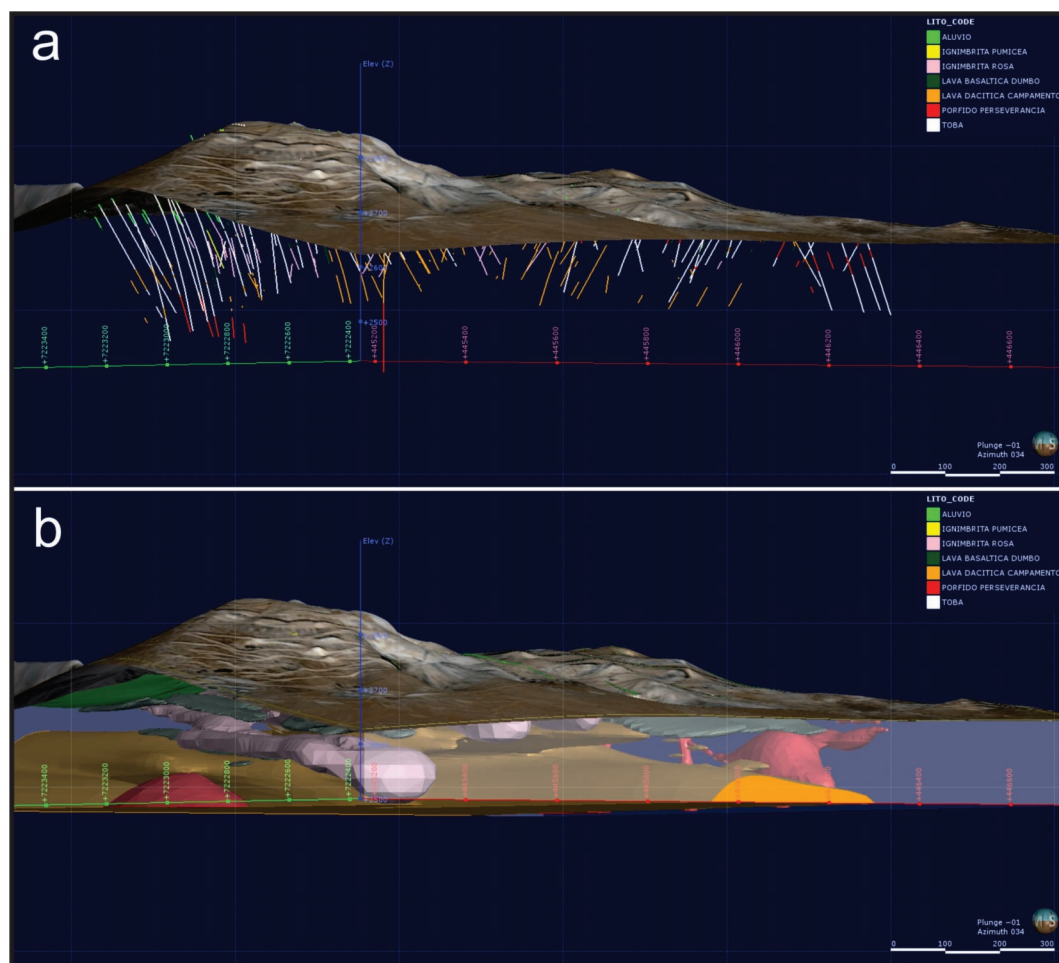 a
LITO_CODE
ALUVIO
IGNIMBRITA PUMICEA
IGNIMBRITA ROSA
LAVA BASALTICA DUMBO
LAVA DACITICA CAMPAMENTO
PORFIDO PERSEVERANCIA
TOBA
Elev (Z)
+2700
+2600
+2500
+7223400
+7223200
+7223000
+7222800
+7222600
+7222400
+445200
+445400
+445600
+445800
+446000
+446200
+446400
+446600
Plunge −01
Azimuth 034
0 100 200 300
b
LITO_CODE
ALUVIO
IGNIMBRITA PUMICEA
IGNIMBRITA ROSA
LAVA BASALTICA DUMBO
LAVA DACITICA CAMPAMENTO
PORFIDO PERSEVERANCIA
TOBA
Elev (Z)
+2700
+7223400
+7223200
+7223000
+7222800
+7222600
+7222400
+446400
+446600
Plunge −01
Azimuth 034
0 100 200 300